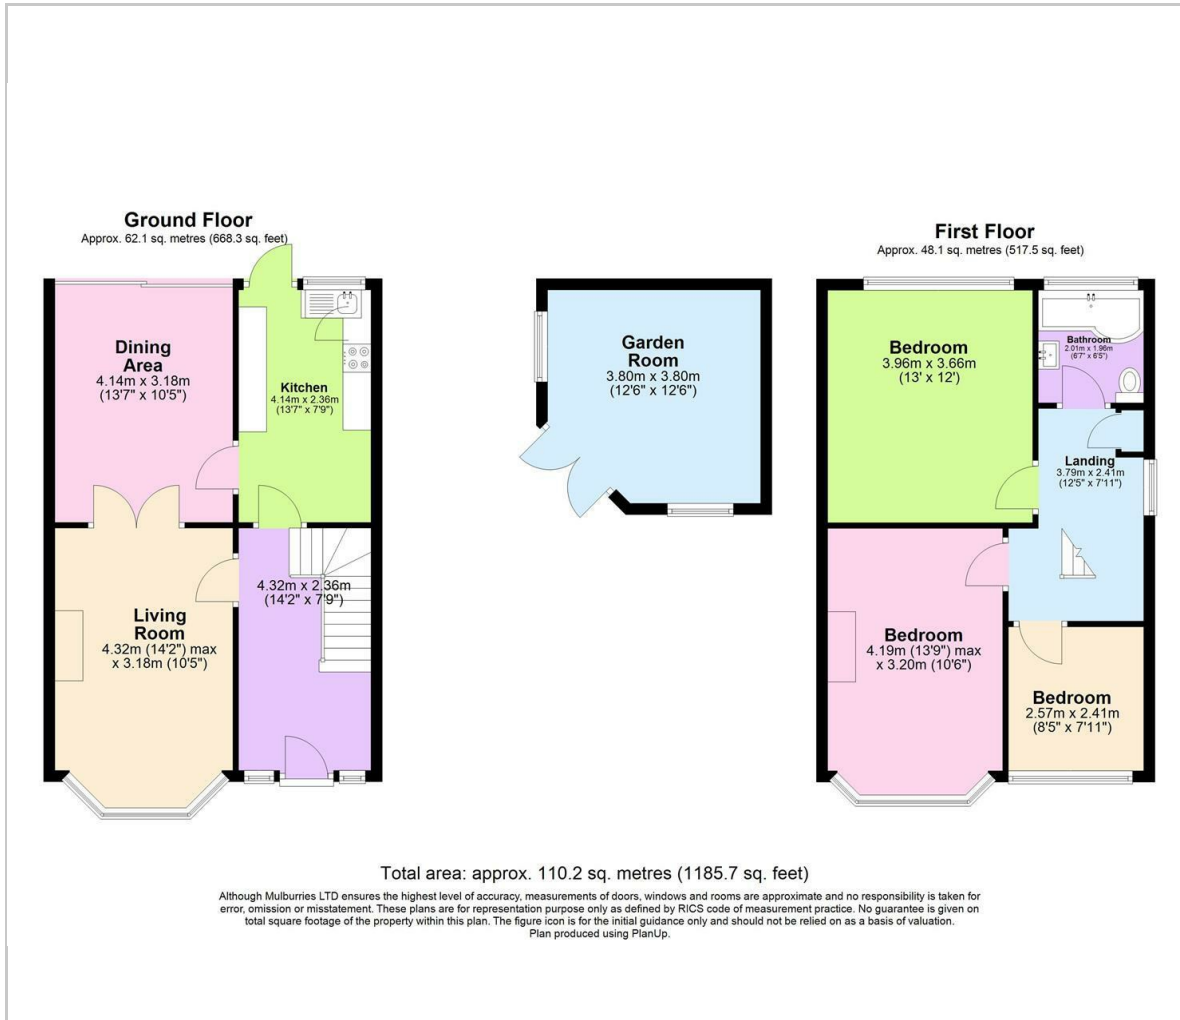 Ground Floor
Approx. 62.1 sq. metres (668.3 sq. feet)
Dining
Area
4.14m x 3.18m
(13'7" x 10'5")
Kitchen
4.14m x 2.36m
(13'7" x 7'9")
Living
Room
4.32m (14'2") max
x 3.18m (10'5")
4.32m x 2.36m
(14'2" x 7'9")
Garden
Room
3.80m x 3.80m
(12'6" x 12'6")
First Floor
Approx. 48.1 sq. metres (517.5 sq. feet)
Bedroom
3.96m x 3.66m
(13' x 12')
Bathroom
2.01m x 1.96m
(6'7" x 6'5")
Landing
3.79m x 2.41m
(12'5" x 7'11")
Bedroom
4.19m (13'9") max
x 3.20m (10'6")
Bedroom
2.57m x 2.41m
(8'5" x 7'11")
Total area: approx. 110.2 sq. metres (1185.7 sq. feet)
Although Mulburries LTD ensures the highest level of accuracy, measurements of doors, windows and rooms are approximate and no responsibility is taken for
error, omission or misstatement. These plans are for representation purpose only as defined by RICS code of measurement practice. No guarantee is given on
total square footage of the property within this plan. The figure icon is for the initial guidance only and should not be relied on as a basis of valuation.
Plan produced using PlanUp.